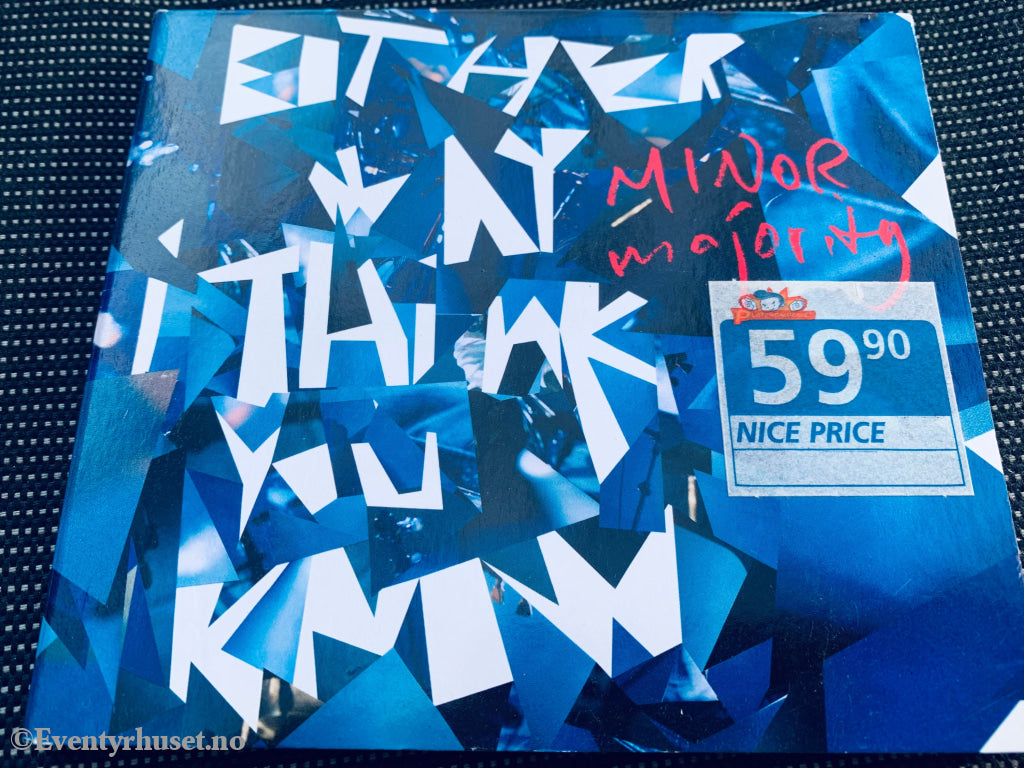 EITHER
WAY
i THiNK
YOU
KNOW
MINOR
majority
59 90
NICE PRICE
©Eventyrhuset.no